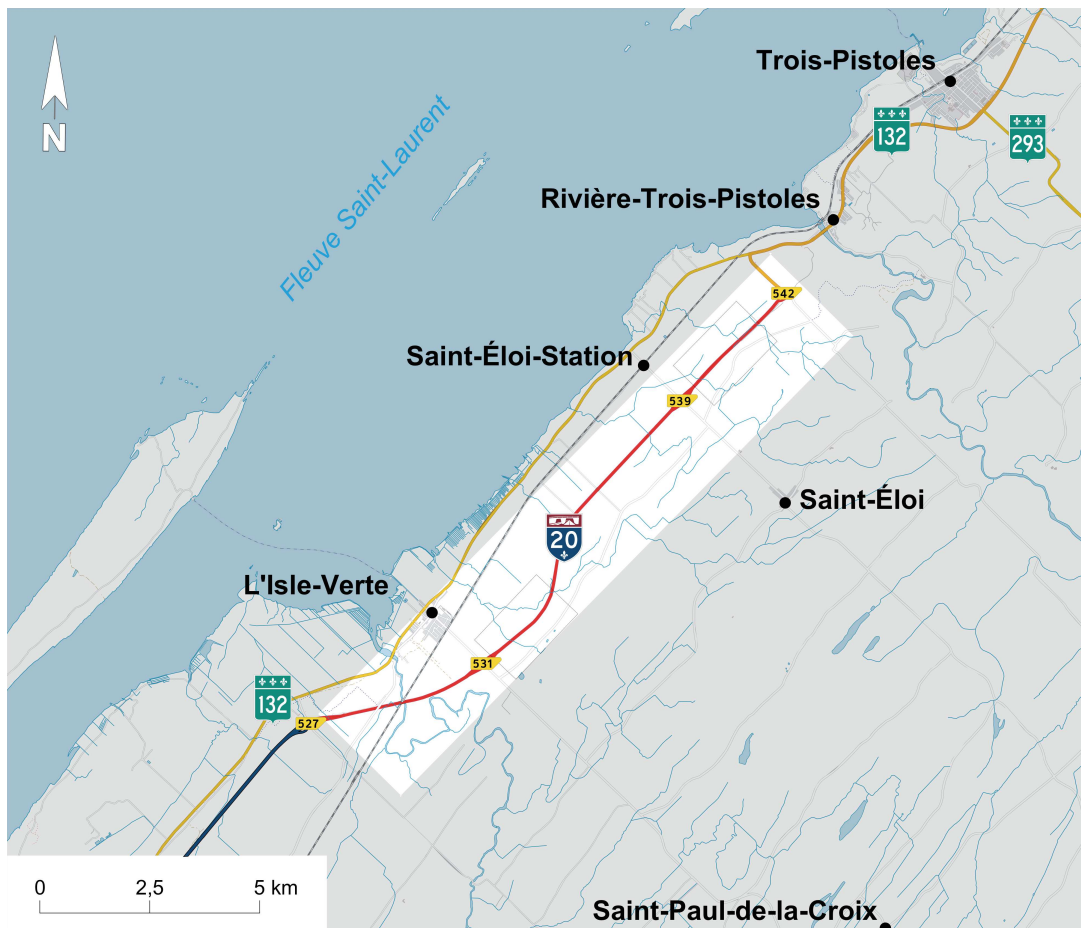 Trois-Pistoles
132
293
N
Fleuve Saint-Laurent
Rivière-Trois-Pistoles
542
Saint-Éloi-Station
539
Saint-Éloi
20
L'Isle-Verte
531
132
527
0 2,5 5 km
Saint-Paul-de-la-Croix